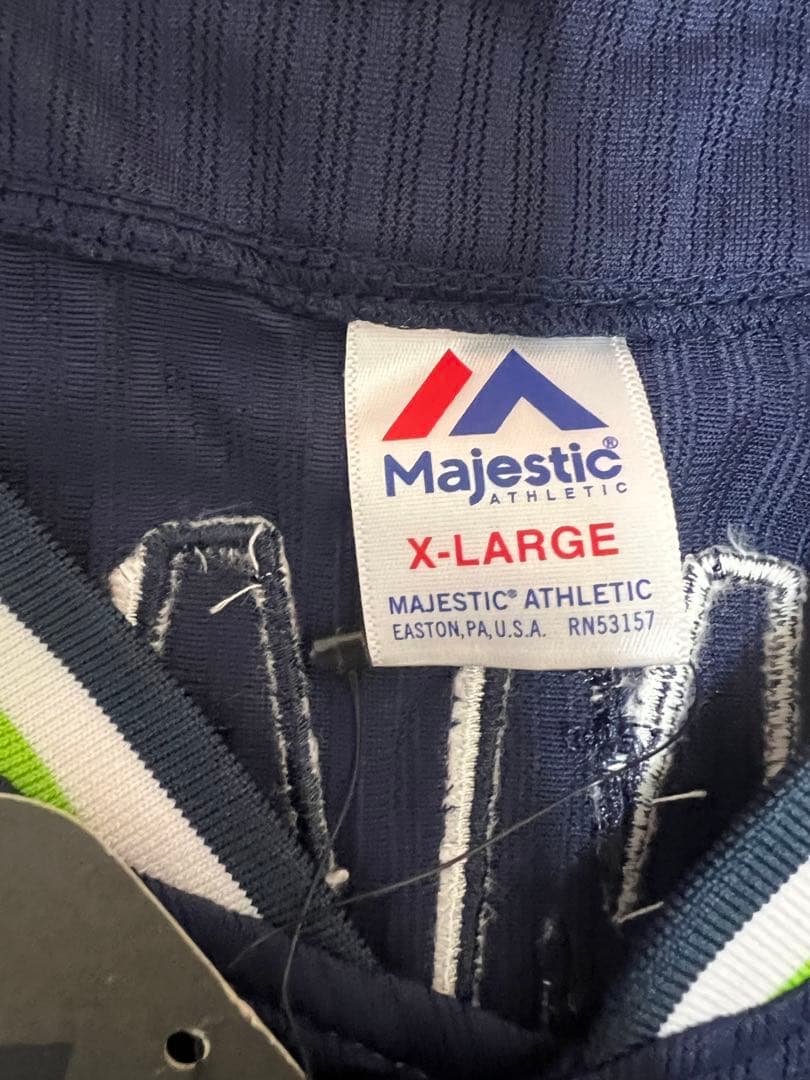 Majestic®
ATHLETIC
X-LARGE
MAJESTIC® ATHLETIC
EASTON, PA, U.S.A. RN53157